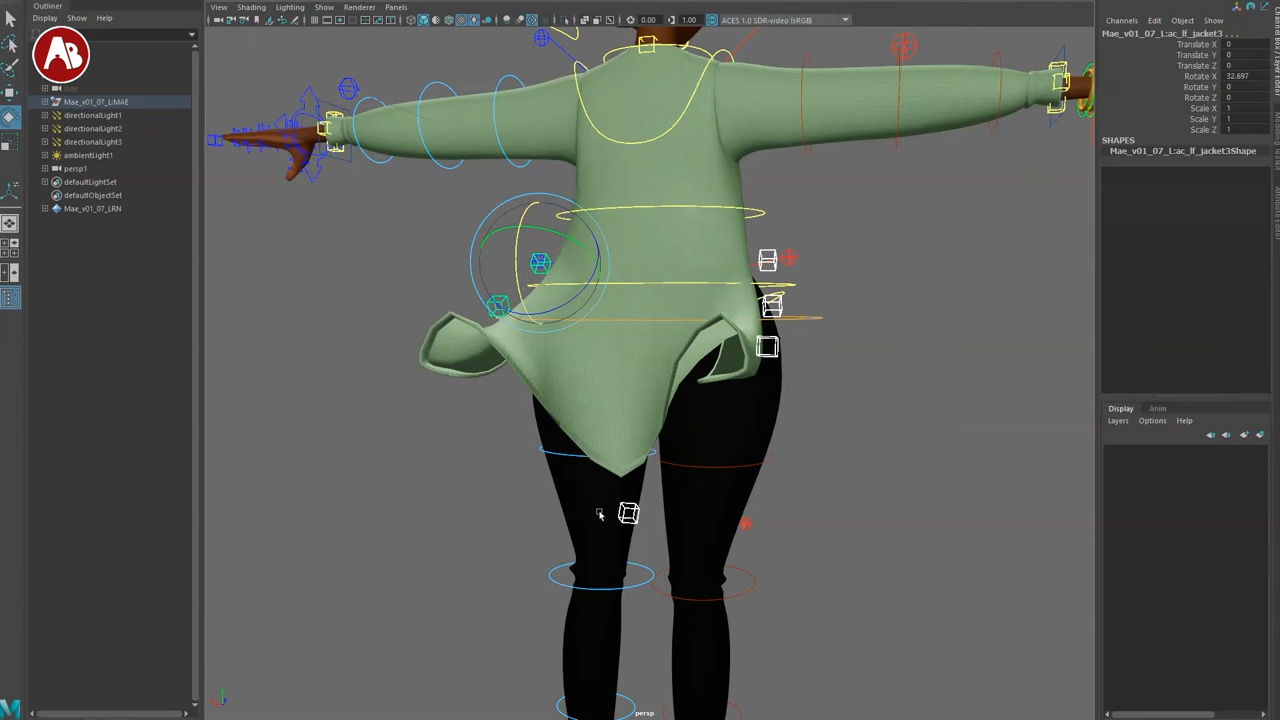 Outliner
Display Show Help
side
Mae_v01_07_L:MAE
directionalLight1
directionalLight2
directionalLight3
ambientLight1
persp1
defaultLightSet
defaultObjectSet
Mae_v01_07_LRN
AB
View Shading Lighting Show Renderer Panels
0.00 1.00 ACES 1.0 SDR-video (sRGB)
persp
Channels Edit Object Show
Mae_v01_07_L:ac_lf_jacket3 . . .
Translate X 0
Translate Y 0
Translate Z 0
Rotate X 32.697
Rotate Y 0
Rotate Z 0
Scale X 1
Scale Y 1
Scale Z 1
SHAPES
Mae_v01_07_L:ac_lf_jacket3Shape
Display Anim
Layers Options Help